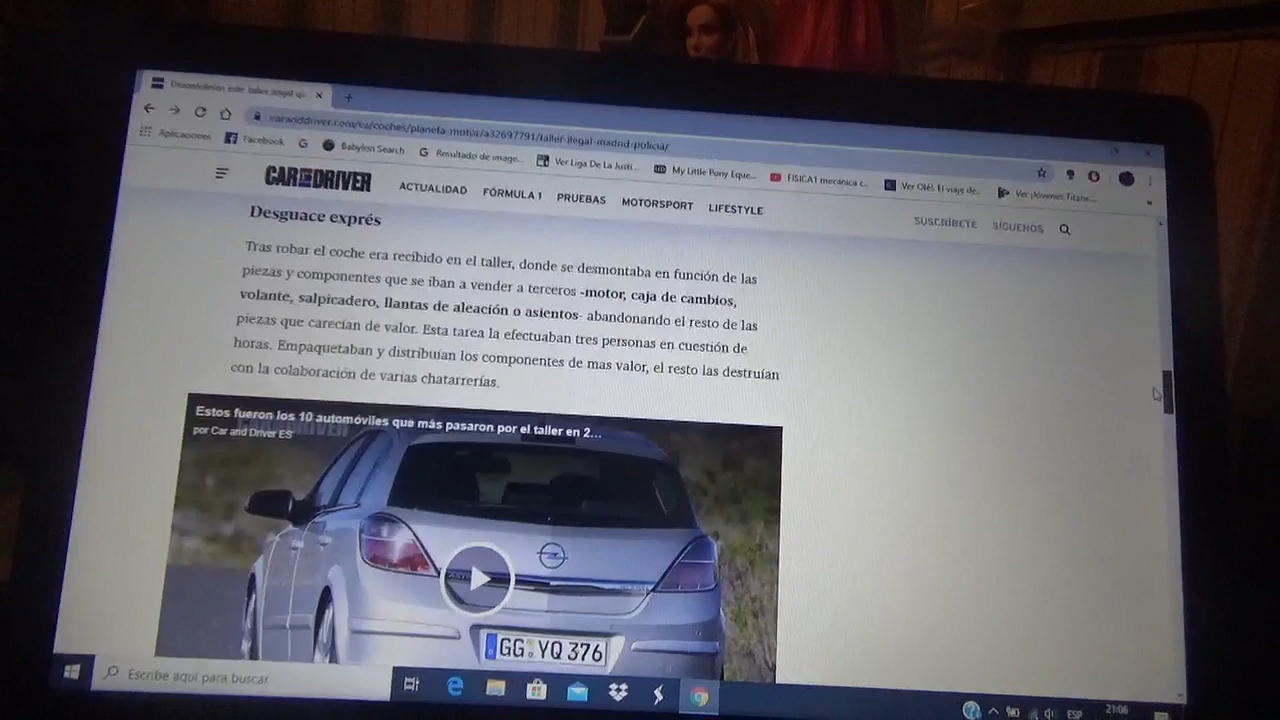 Desmantelan este taller ilegal qu
caranddriver.com/es/coches/planeta-motor/a32697791/taller-ilegal-madrid-policia/
Aplicaciones Facebook Babylon Search Resultado de image... Ver Liga De La Justi... My Little Pony Eque... FISICA1 mecánica c... Ver Olé!. El viaje de... Ver ¡Jóvenes Titane...
CAR AND DRIVER ACTUALIDAD FÓRMULA 1 PRUEBAS MOTORSPORT LIFESTYLE SUSCRÍBETE SÍGUENOS
Desguace exprés
Tras robar el coche era recibido en el taller, donde se desmontaba en función de las
piezas y componentes que se iban a vender a terceros -motor, caja de cambios,
volante, salpicadero, llantas de aleación o asientos- abandonando el resto de las
piezas que carecían de valor. Esta tarea la efectuaban tres personas en cuestión de
horas. Empaquetaban y distribuían los componentes de mas valor, el resto las destruían
con la colaboración de varias chatarrerías.
Estos fueron los 10 automóviles que más pasaron por el taller en 2...
por Car and Driver ES
GG YQ 376
Escribe aquí para buscar
ESP 21:06